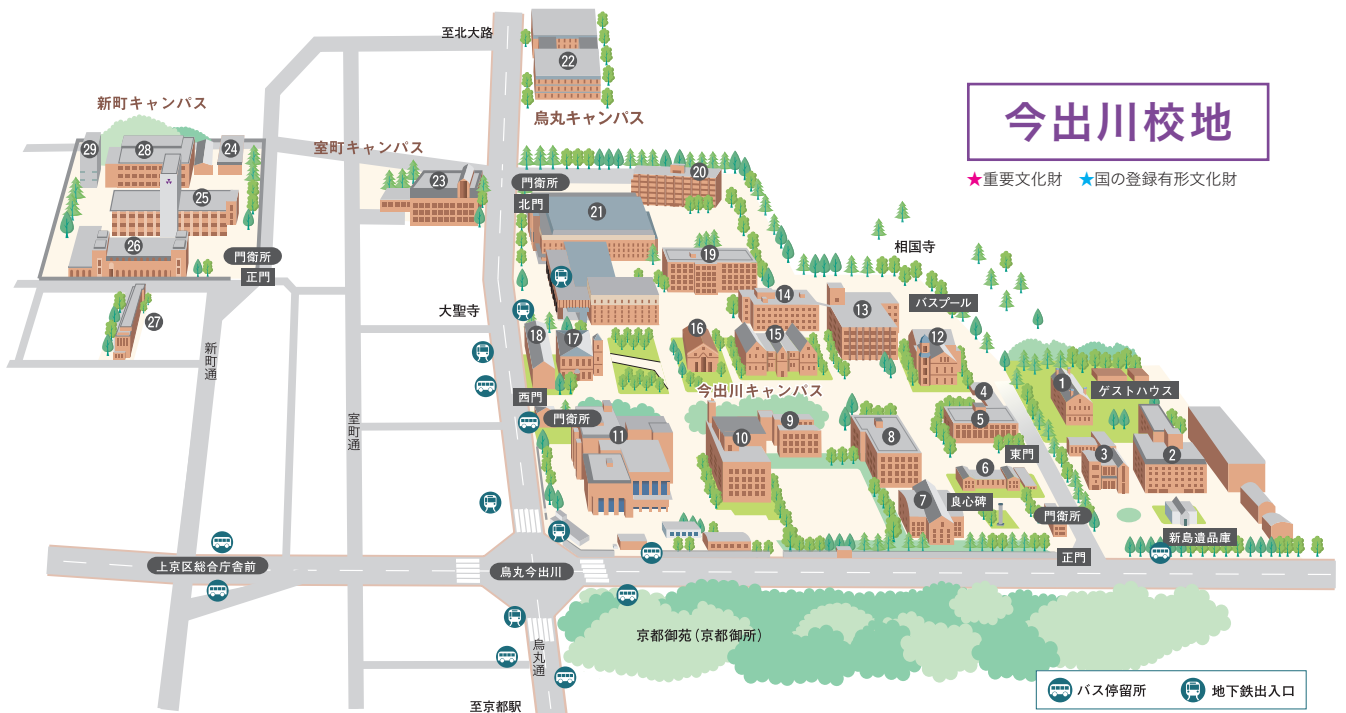 至北大路
22
烏丸キャンパス
新町キャンパス
今出川校地
★重要文化財 ★国の登録有形文化財
29
28
24
室町キャンパス
23
25
26
門衛所
正門
27
新町通
室町通
大聖寺
門衛所
北門
20
21
19
相国寺
14
13
バスプール
18
17
16
15
12
西門
門衛所
今出川キャンパス
11
10
9
8
4
5
1
ゲストハウス
東門
3
2
6
7
良心碑
門衛所
新島遺品庫
正門
上京区総合庁舎前
烏丸今出川
烏丸通
京都御苑(京都御所)
至京都駅
バス停留所
地下鉄出入口